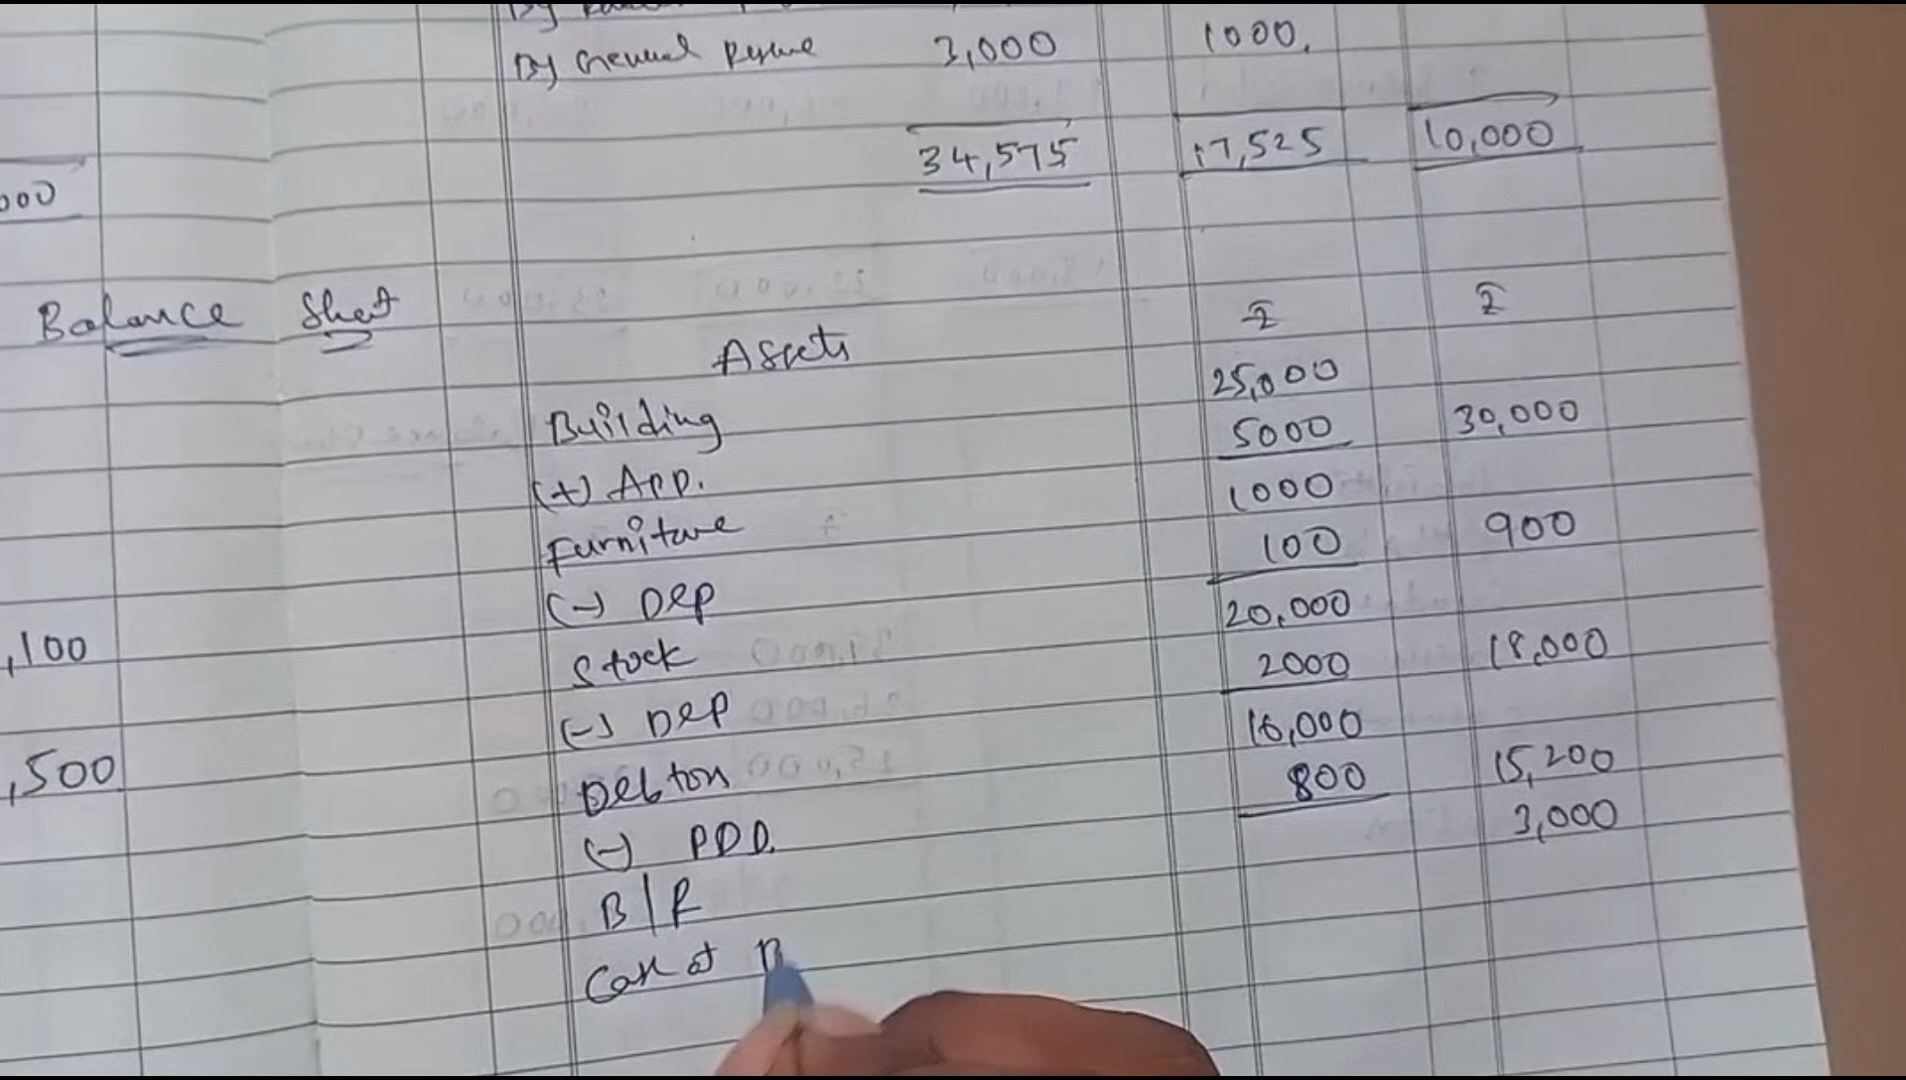 By General Reserve 3,000 1000.
34,575 17,525 10,000
000
Balance Sheet
Assets ₹ ₹
Building 25,000
(+) APP. 5000 30,000
Furniture 1000
(-) Dep 100 900
Stock 20,000
(-) Dep 2000 18,000
Debtors 16,000
(-) PDD. 800 15,200
B/R 3,000
Cash at B
,100
,500